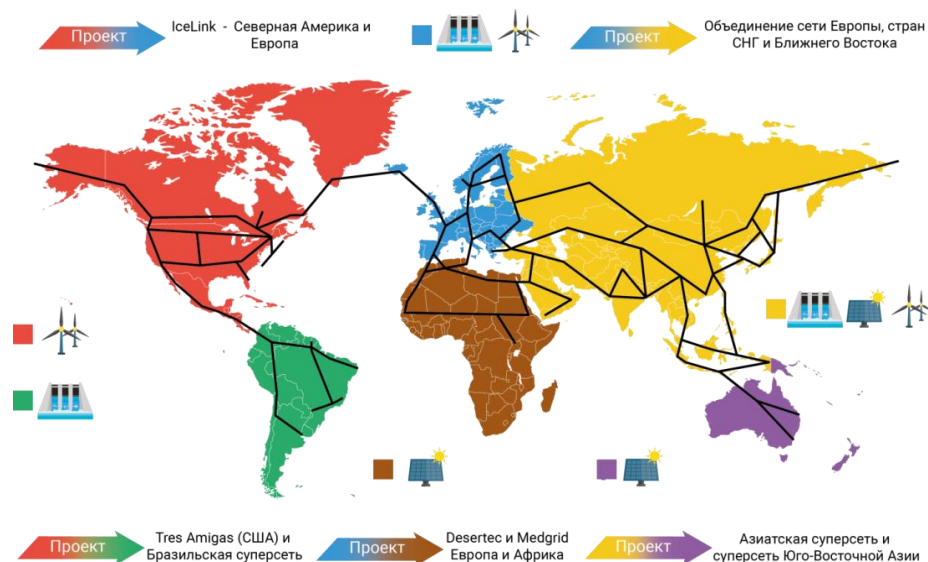 Проект
IceLink - Северная Америка и
Европа
Проект
Объединение сети Европы, стран
СНГ и Ближнего Востока
Проект
Tres Amigas (США) и
Бразильская суперсеть
Проект
Desertec и Medgrid
Европа и Африка
Проект
Азиатская суперсеть и
суперсеть Юго-Восточной Азии